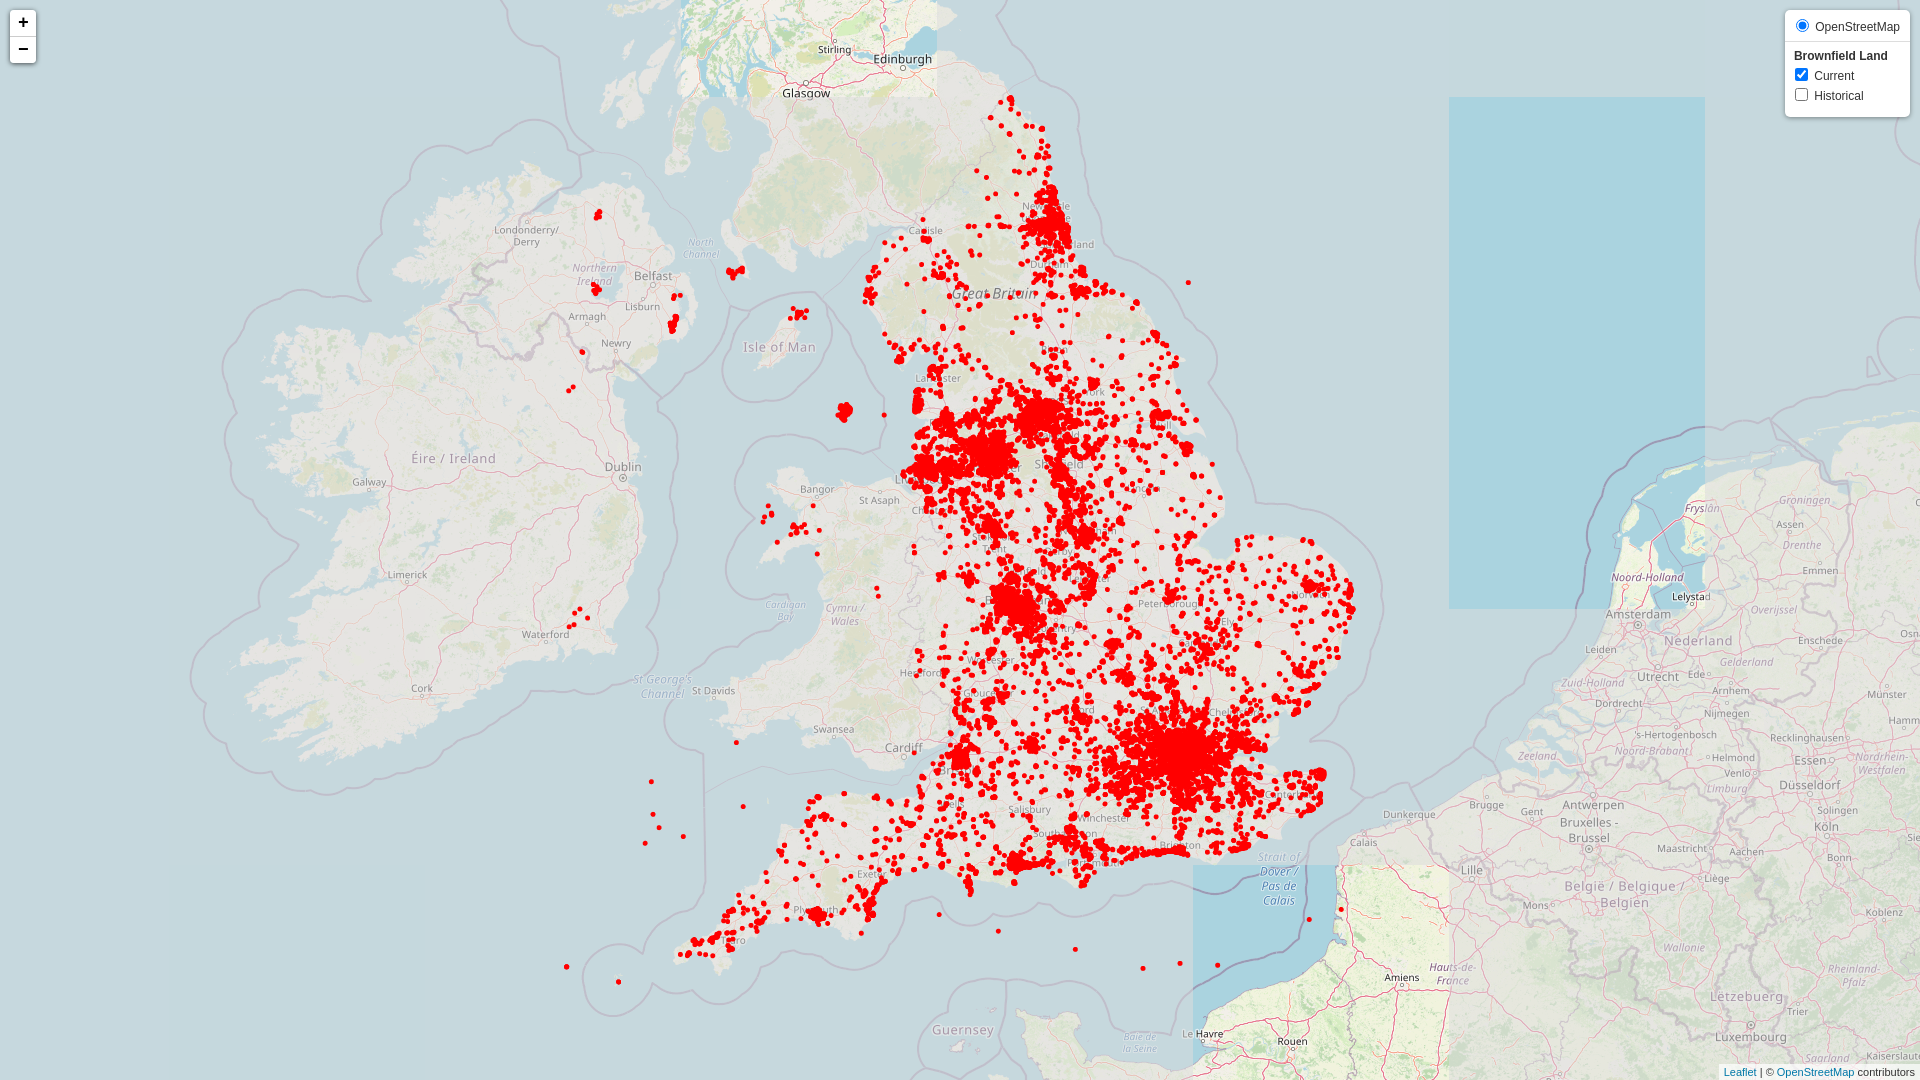 +
−
OpenStreetMap
Brownfield Land
Current
Historical
Stirling
Edinburgh
Glasgow
Londonderry/
Derry
North
Channel
Northern
Ireland
Belfast
Lisburn
Armagh
Newry
Carlisle
Great Britain
Isle of Man
Éire / Ireland
Dublin
Galway
Bangor
St Asaph
Limerick
Waterford
Cork
St George's
Channel
Cardigan
Bay
Cymru /
Wales
St Davids
Swansea
Cardiff
Peterborough
Ely
Worcester
Hereford
Salisbury
Winchester
Brighton
Exeter
Plymouth
Truro
Strait of
Dover /
Pas de
Calais
Guernsey
Baie de
la Seine
Le Havre
Rouen
Amiens
Hauts-de-
France
Calais
Dunkerque
Lille
Mons
Brugge
Gent
Antwerpen
Bruxelles -
Brussel
België / Belgique /
Belgien
Wallonie
Liège
Maastricht
Aachen
Köln
Bonn
Koblenz
Düsseldorf
Solingen
Essen
Recklinghausen
Nordrhein-
Westfalen
Rheinland-
Pfalz
Lëtzebuerg
Trier
Luxembourg
Saarland
Fryslân
Groningen
Assen
Drenthe
Emmen
Noord-Holland
Lelystad
Amsterdam
Overijssel
Enschede
Leiden
Nederland
Gelderland
Utrecht
Ede
Arnhem
Zuid-Holland
Dordrecht
Nijmegen
Münster
's-Hertogenbosch
Noord-Brabant
Zeeland
Helmond
Venlo
Limburg
Leaflet | © OpenStreetMap contributors